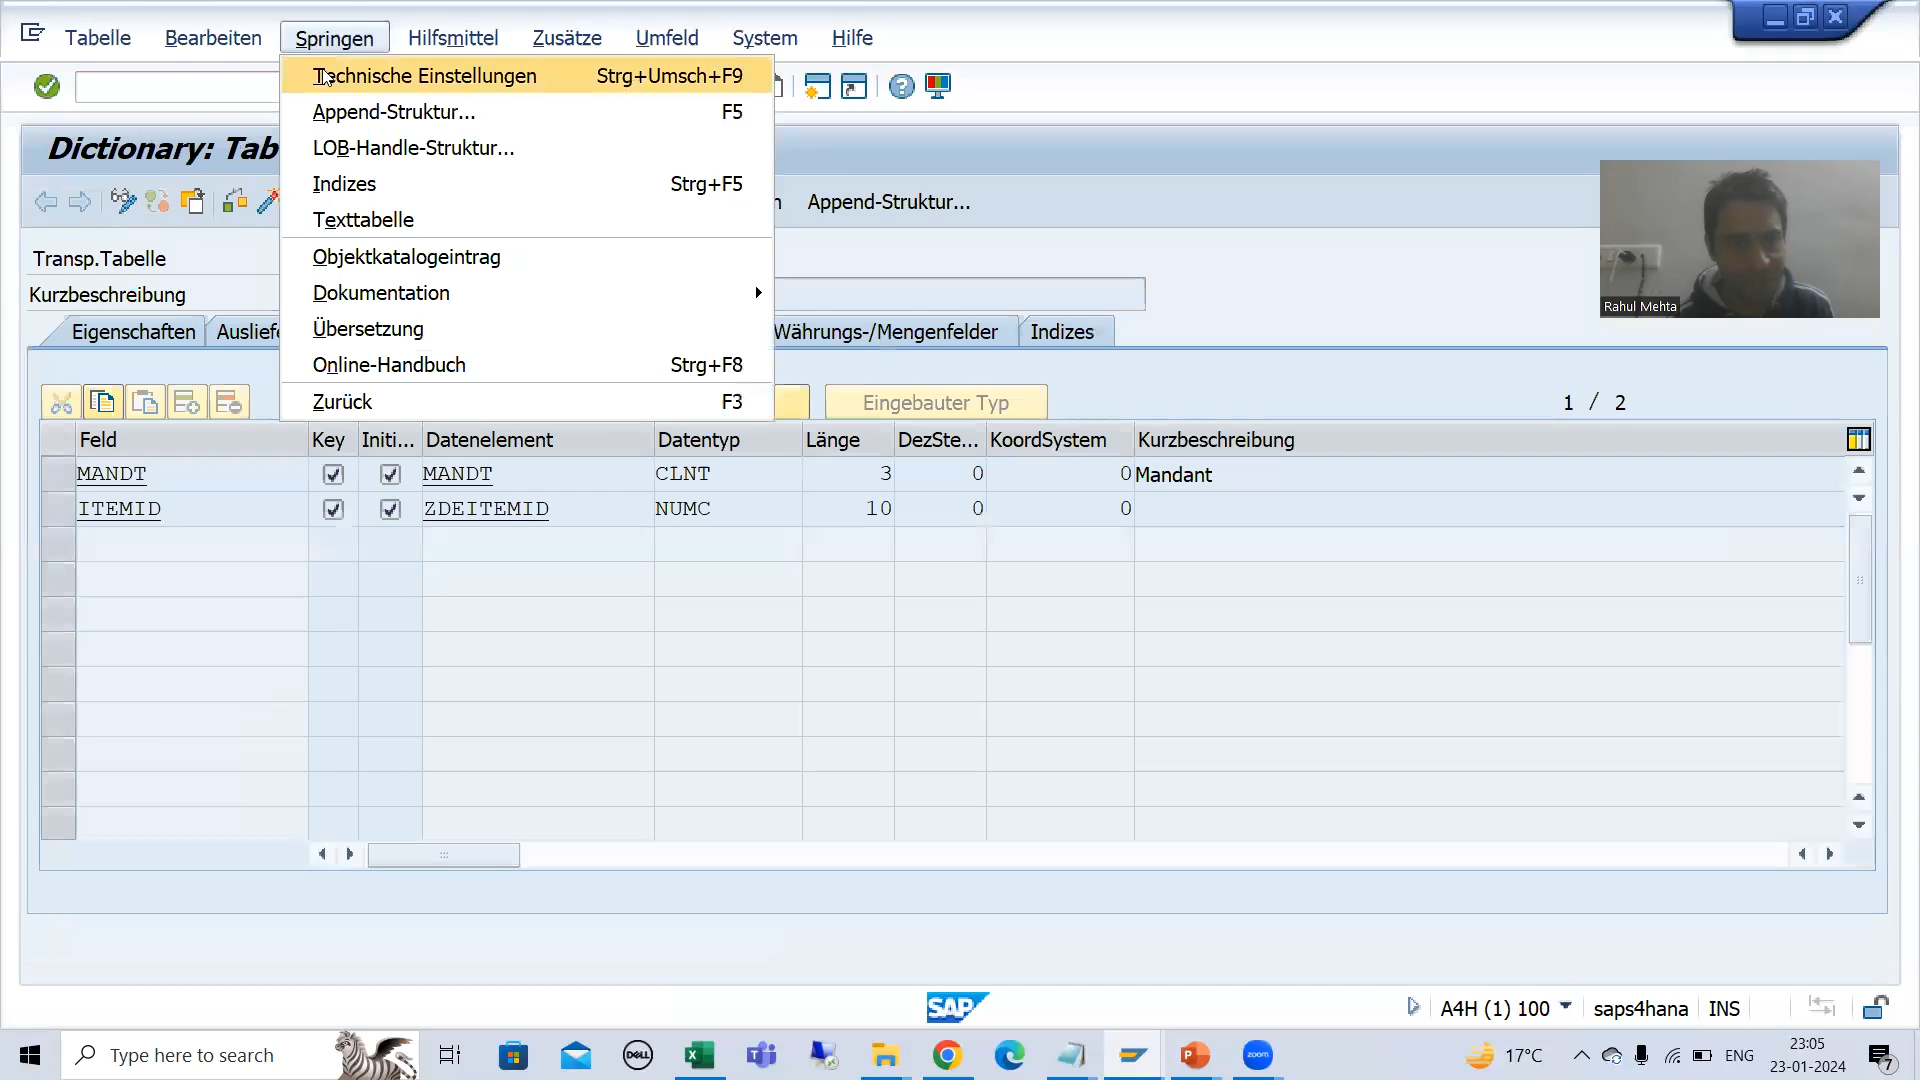 Tabelle Bearbeiten Springen Hilfsmittel Zusätze Umfeld System Hilfe
Technische Einstellungen Strg+Umsch+F9
Append-Struktur... F5
LOB-Handle-Struktur...
Indizes Strg+F5
Texttabelle
Objektkatalogeintrag
Dokumentation
Übersetzung
Online-Handbuch Strg+F8
Zurück F3
Dictionary: Tab
Append-Struktur...
Transp.Tabelle
Kurzbeschreibung
Rahul Mehta
Eigenschaften Währungs-/Mengenfelder Indizes
Eingebauter Typ 1 / 2
Feld Key Initi... Datenelement Datentyp Länge DezSte... KoordSystem Kurzbeschreibung
MANDT MANDT CLNT 3 0 0 Mandant
ITEMID ZDEITEMID NUMC 10 0 0
SAP A4H (1) 100 saps4hana INS
Type here to search DELL zoom 17°C ENG 23:05
23-01-2024 7